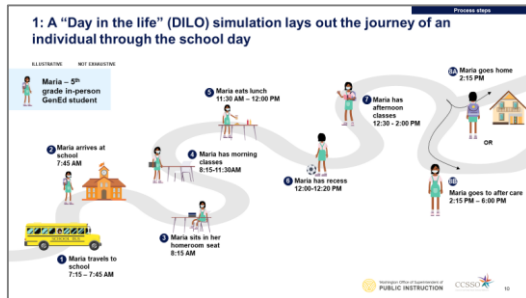 Process steps
1: A “Day in the life” (DILO) simulation lays out the journey of an
individual through the school day
ILLUSTRATIVE
NOT EXHAUSTIVE
Maria – 5th
grade in-person
GenEd student
1
Maria travels to
school
7:15 – 7:45 AM
2
Maria arrives at
school
7:45 AM
3
Maria sits in her
homeroom seat
8:15 AM
4
Maria has morning
classes
8:15-11:30AM
5
Maria eats lunch
11:30 AM – 12:00 PM
6
Maria has recess
12:00-12:20 PM
7
Maria has
afternoon
classes
12:30 - 2:00 PM
8A
Maria goes home
2:15 PM
OR
8B
Maria goes to after care
2:15 PM – 6:00 PM
Washington Office of Superintendent of
PUBLIC INSTRUCTION
CCSSO
10